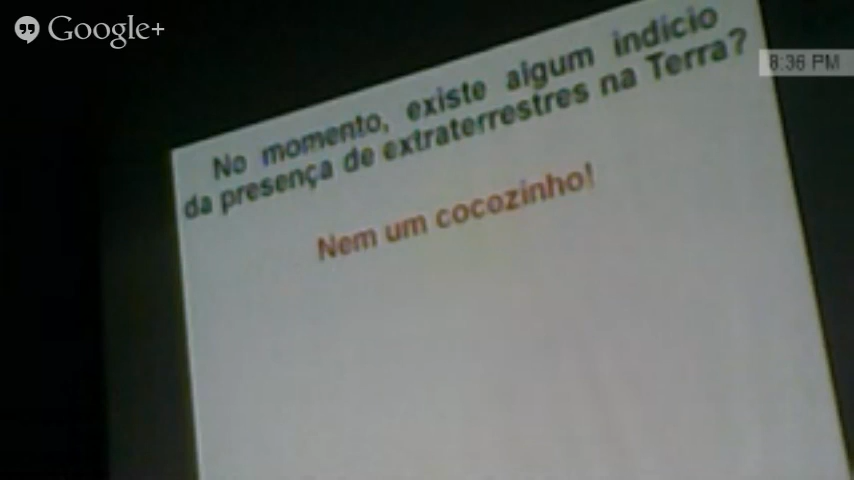 Google+
8:36 PM
No momento, existe algum indício
da presença de extraterrestres na Terra?
Nem um cocozinho!